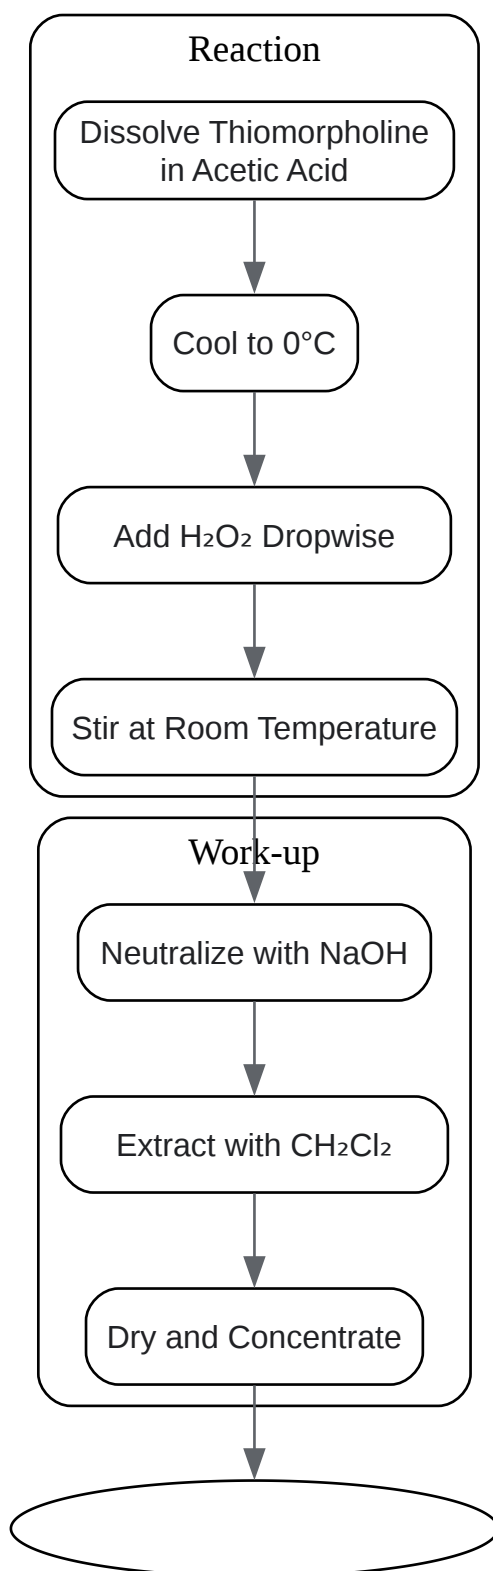 Reaction
Dissolve Thiomorpholine
in Acetic Acid
Cool to 0°C
Add H₂O₂ Dropwise
Stir at Room Temperature
Work-up
Neutralize with NaOH
Extract with CH₂Cl₂
Dry and Concentrate